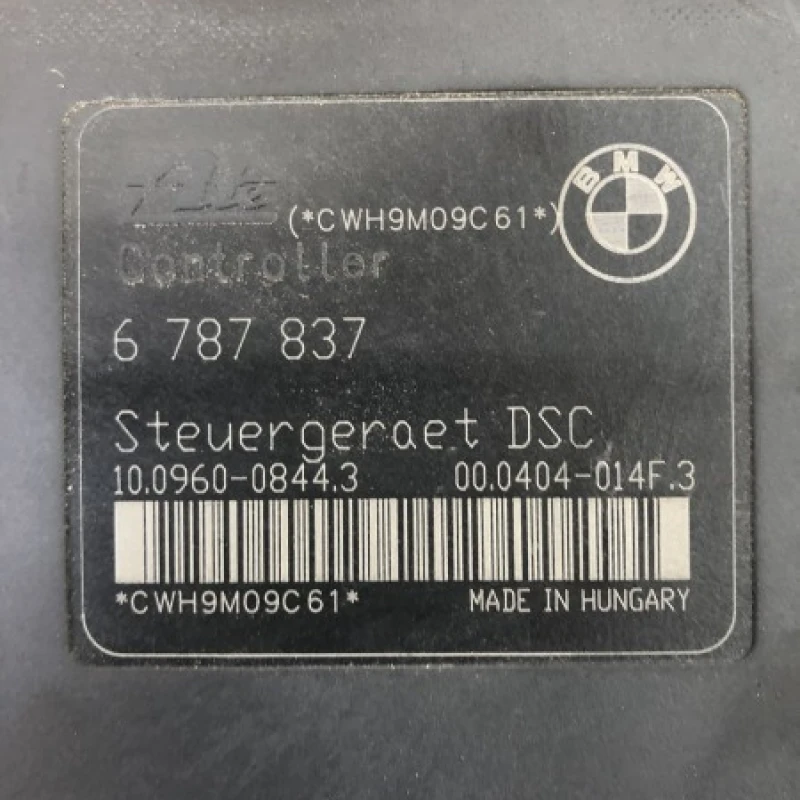 ATE
(*CWH9M09C61*)
BMW
Controller
6 787 837
Steuergeraet DSC
10.0960-0844.3 00.0404-014F.3
*CWH9M09C61* MADE IN HUNGARY